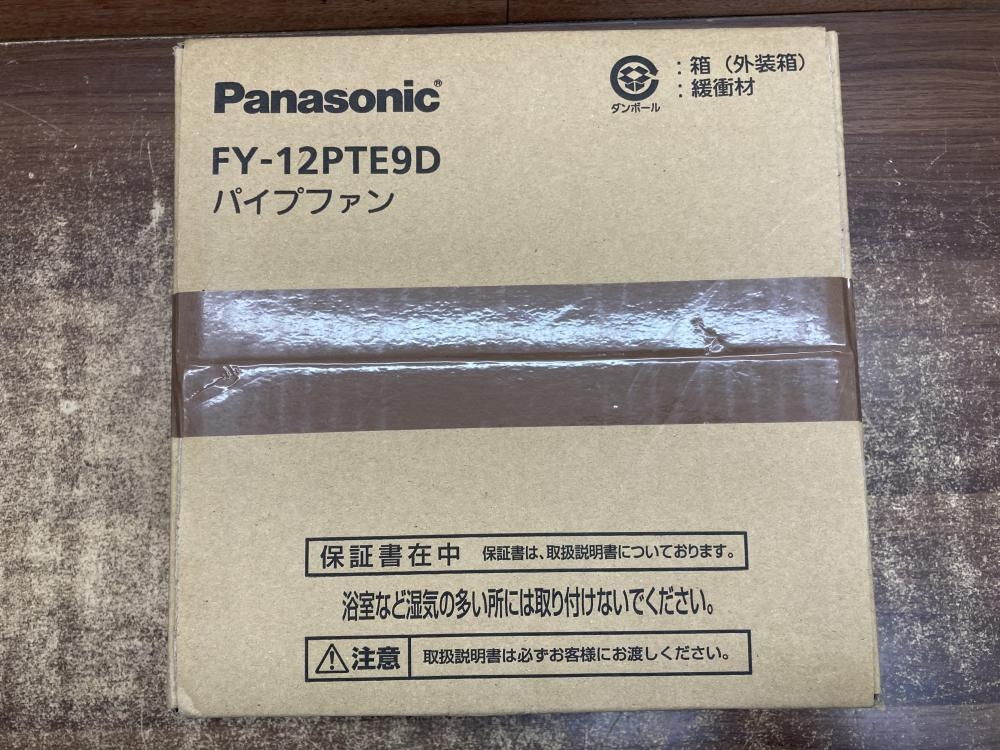 Panasonic®
FY-12PTE9D
パイプファン
ダンボール
：箱（外装箱）
：緩衝材
保証書在中 保証書は、取扱説明書についております。
浴室など湿気の多い所には取り付けないでください。
注意 取扱説明書は必ずお客様にお渡しください。